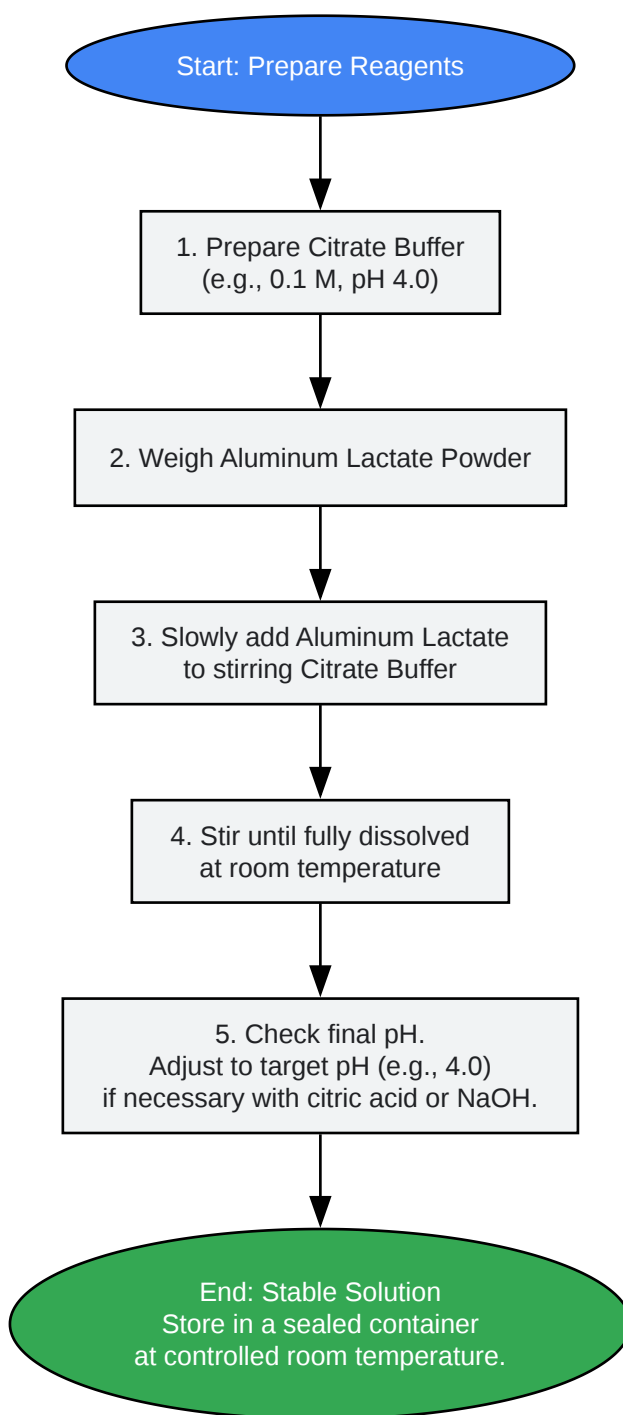 Start: Prepare Reagents
1. Prepare Citrate Buffer
(e.g., 0.1 M, pH 4.0)
2. Weigh Aluminum Lactate Powder
3. Slowly add Aluminum Lactate
to stirring Citrate Buffer
4. Stir until fully dissolved
at room temperature
5. Check final pH.
Adjust to target pH (e.g., 4.0)
if necessary with citric acid or NaOH.
End: Stable Solution
Store in a sealed container
at controlled room temperature.